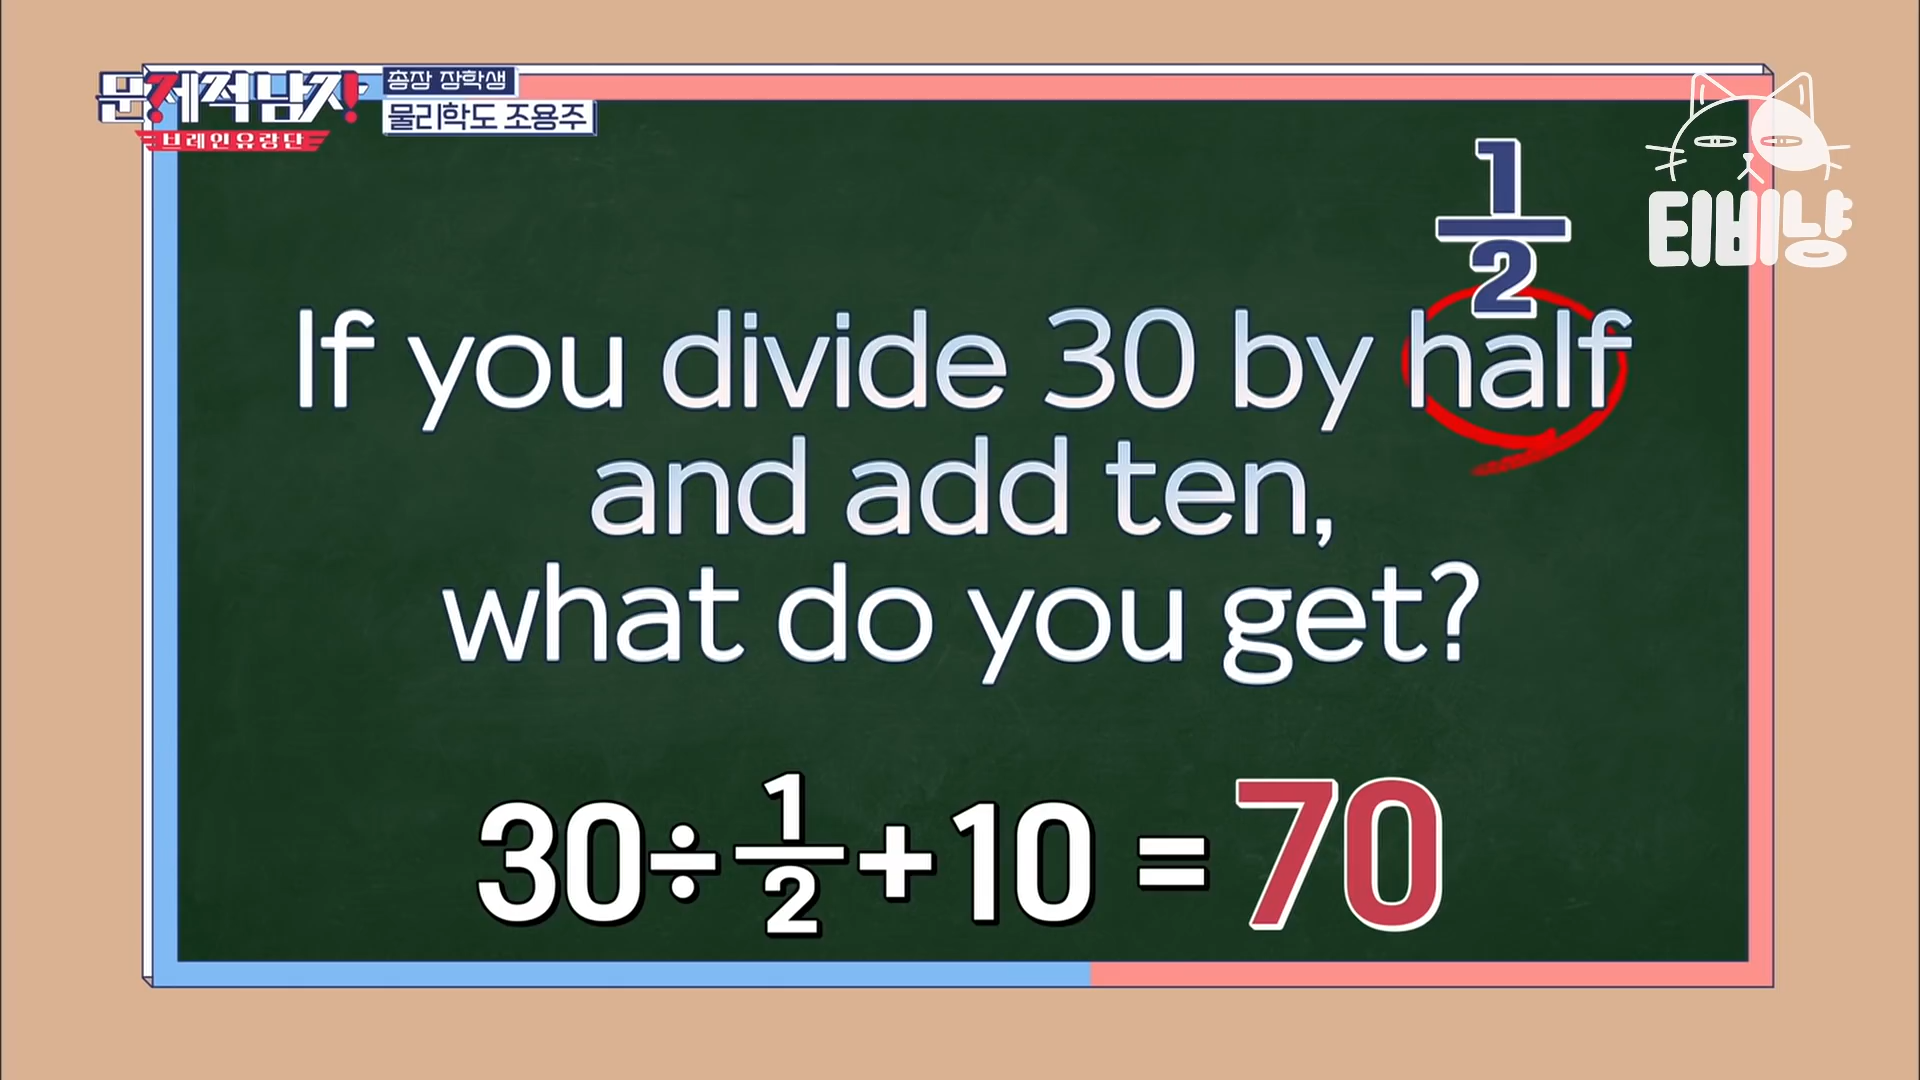 문제적남자
브레인유랑단
총장 장학생
물리학도 조용주
티비냥
1
2
If you divide 30 by half
and add ten,
what do you get?
30÷1/2+10 = 70